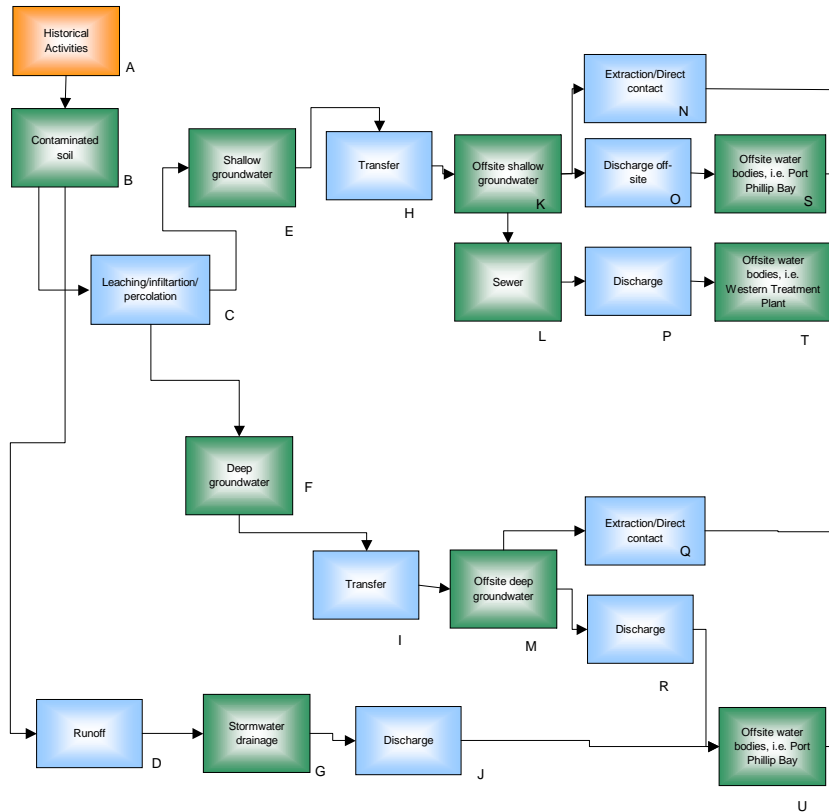 Historical
Activities
A
Contaminated
soil
B
Leaching/infiltartion/
percolation
C
Shallow
groundwater
E
Transfer
H
Offsite shallow
groundwater
K
Extraction/Direct
contact
N
Discharge off-
site
O
Offsite water
bodies, i.e. Port
Phillip Bay
S
Sewer
L
Discharge
P
Offsite water
bodies, i.e.
Western Treatment
Plant
T
Deep
groundwater
F
Transfer
I
Offsite deep
groundwater
M
Extraction/Direct
contact
Q
Discharge
R
Runoff
D
Stormwater
drainage
G
Discharge
J
Offsite water
bodies, i.e. Port
Phillip Bay
U